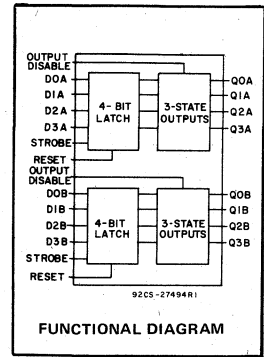 OUTPUT
DISABLE
D0A
D1A
D2A
D3A
STROBE
RESET
4-BIT
LATCH
3-STATE
OUTPUTS
Q0A
Q1A
Q2A
Q3A
OUTPUT
DISABLE
D0B
D1B
D2B
D3B
STROBE
RESET
4-BIT
LATCH
3-STATE
OUTPUTS
Q0B
Q1B
Q2B
Q3B
92CS-27494R1
FUNCTIONAL DIAGRAM